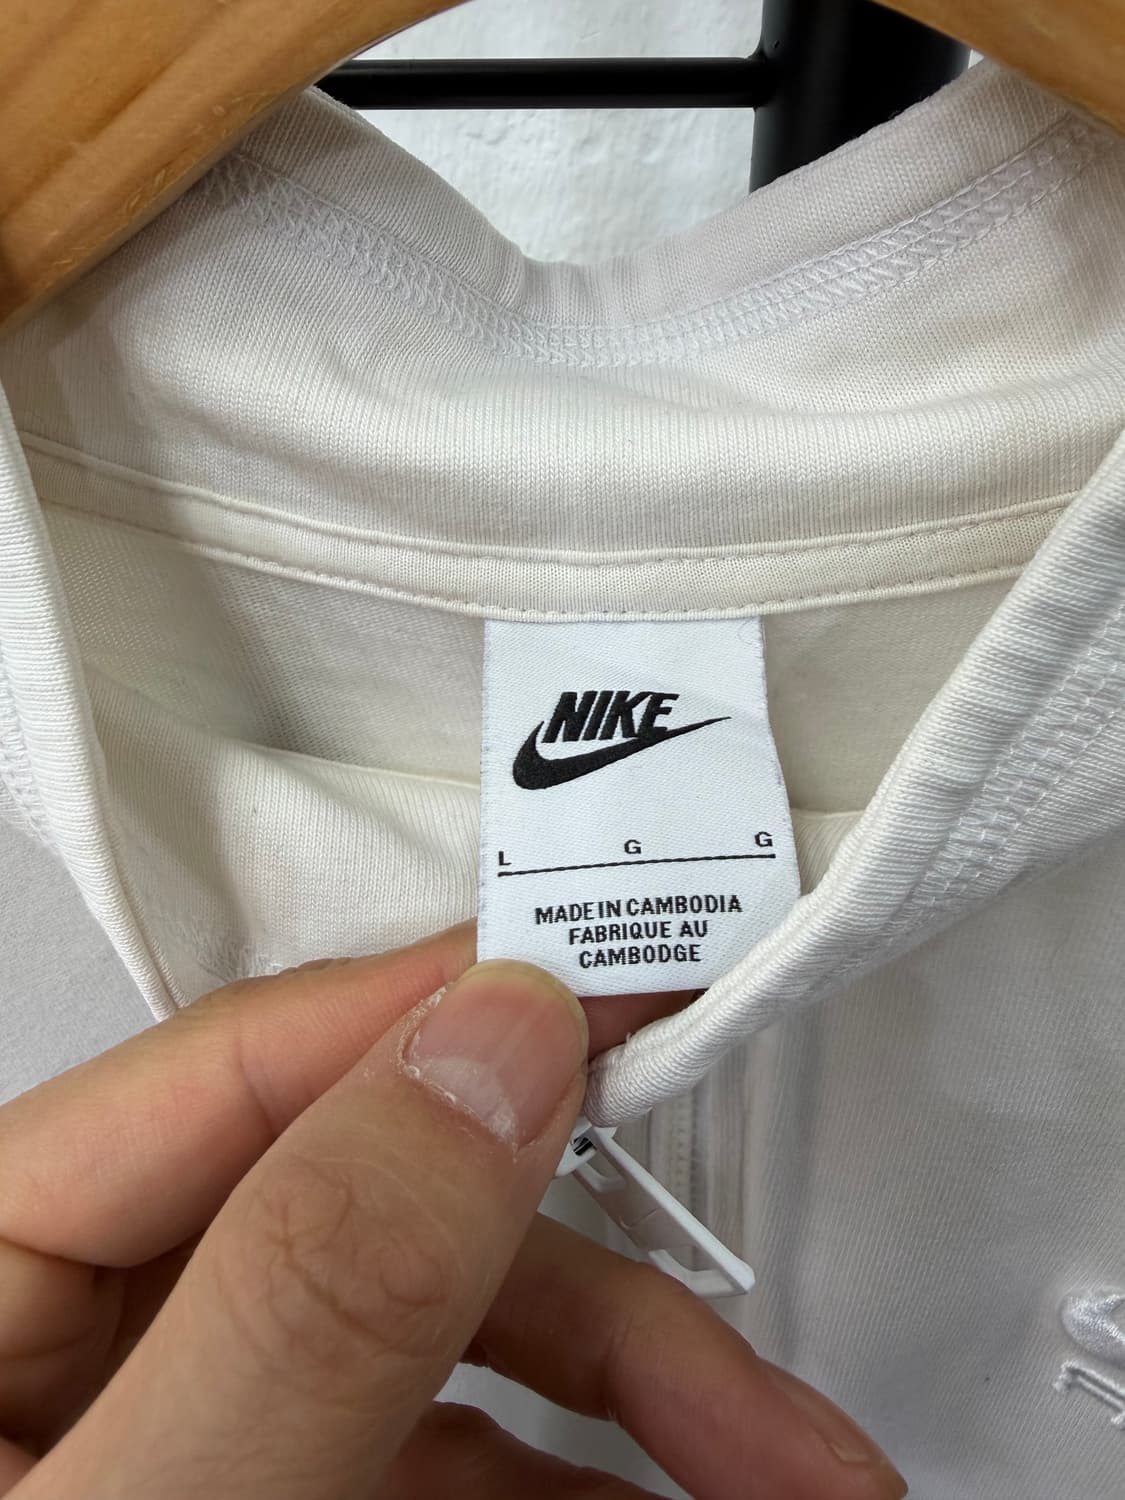 NIKE
L G G
MADE IN CAMBODIA
FABRIQUE AU
CAMBODGE